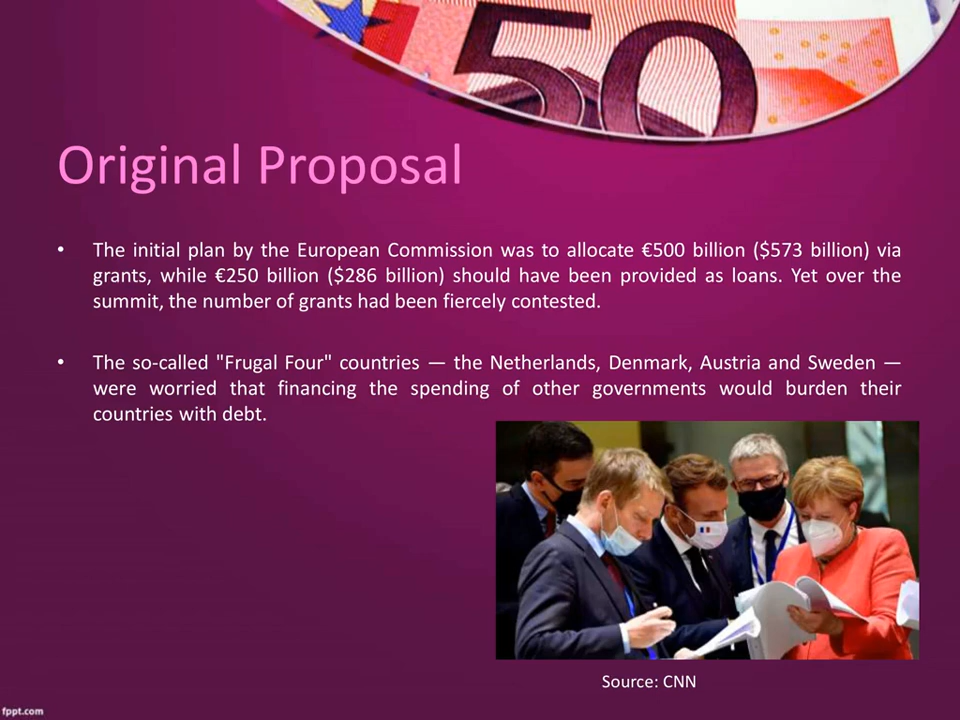 50
Original Proposal
• The initial plan by the European Commission was to allocate €500 billion ($573 billion) via
grants, while €250 billion ($286 billion) should have been provided as loans. Yet over the
summit, the number of grants had been fiercely contested.
• The so-called "Frugal Four" countries — the Netherlands, Denmark, Austria and Sweden —
were worried that financing the spending of other governments would burden their
countries with debt.
Source: CNN
fppt.com